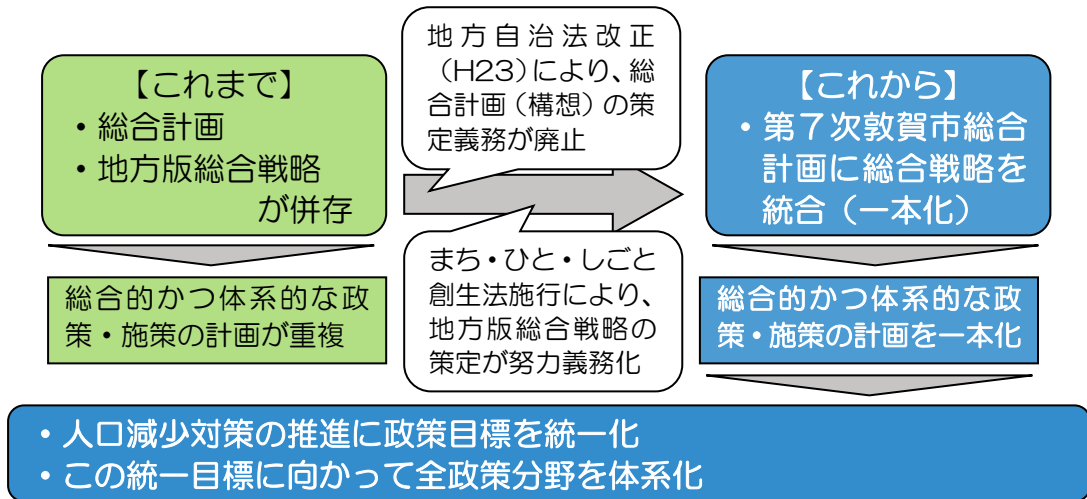 【これまで】
・総合計画
・地方版総合戦略
が併存
総合的かつ体系的な政
策・施策の計画が重複
地方自治法改正
（H23）により、総
合計画（構想）の策
定義務が廃止
まち・ひと・しごと
創生法施行により、
地方版総合戦略の
策定が努力義務化
【これから】
・第７次敦賀市総合
計画に総合戦略を
統合（一本化）
総合的かつ体系的な政
策・施策の計画を一本化
・人口減少対策の推進に政策目標を統一化
・この統一目標に向かって全政策分野を体系化